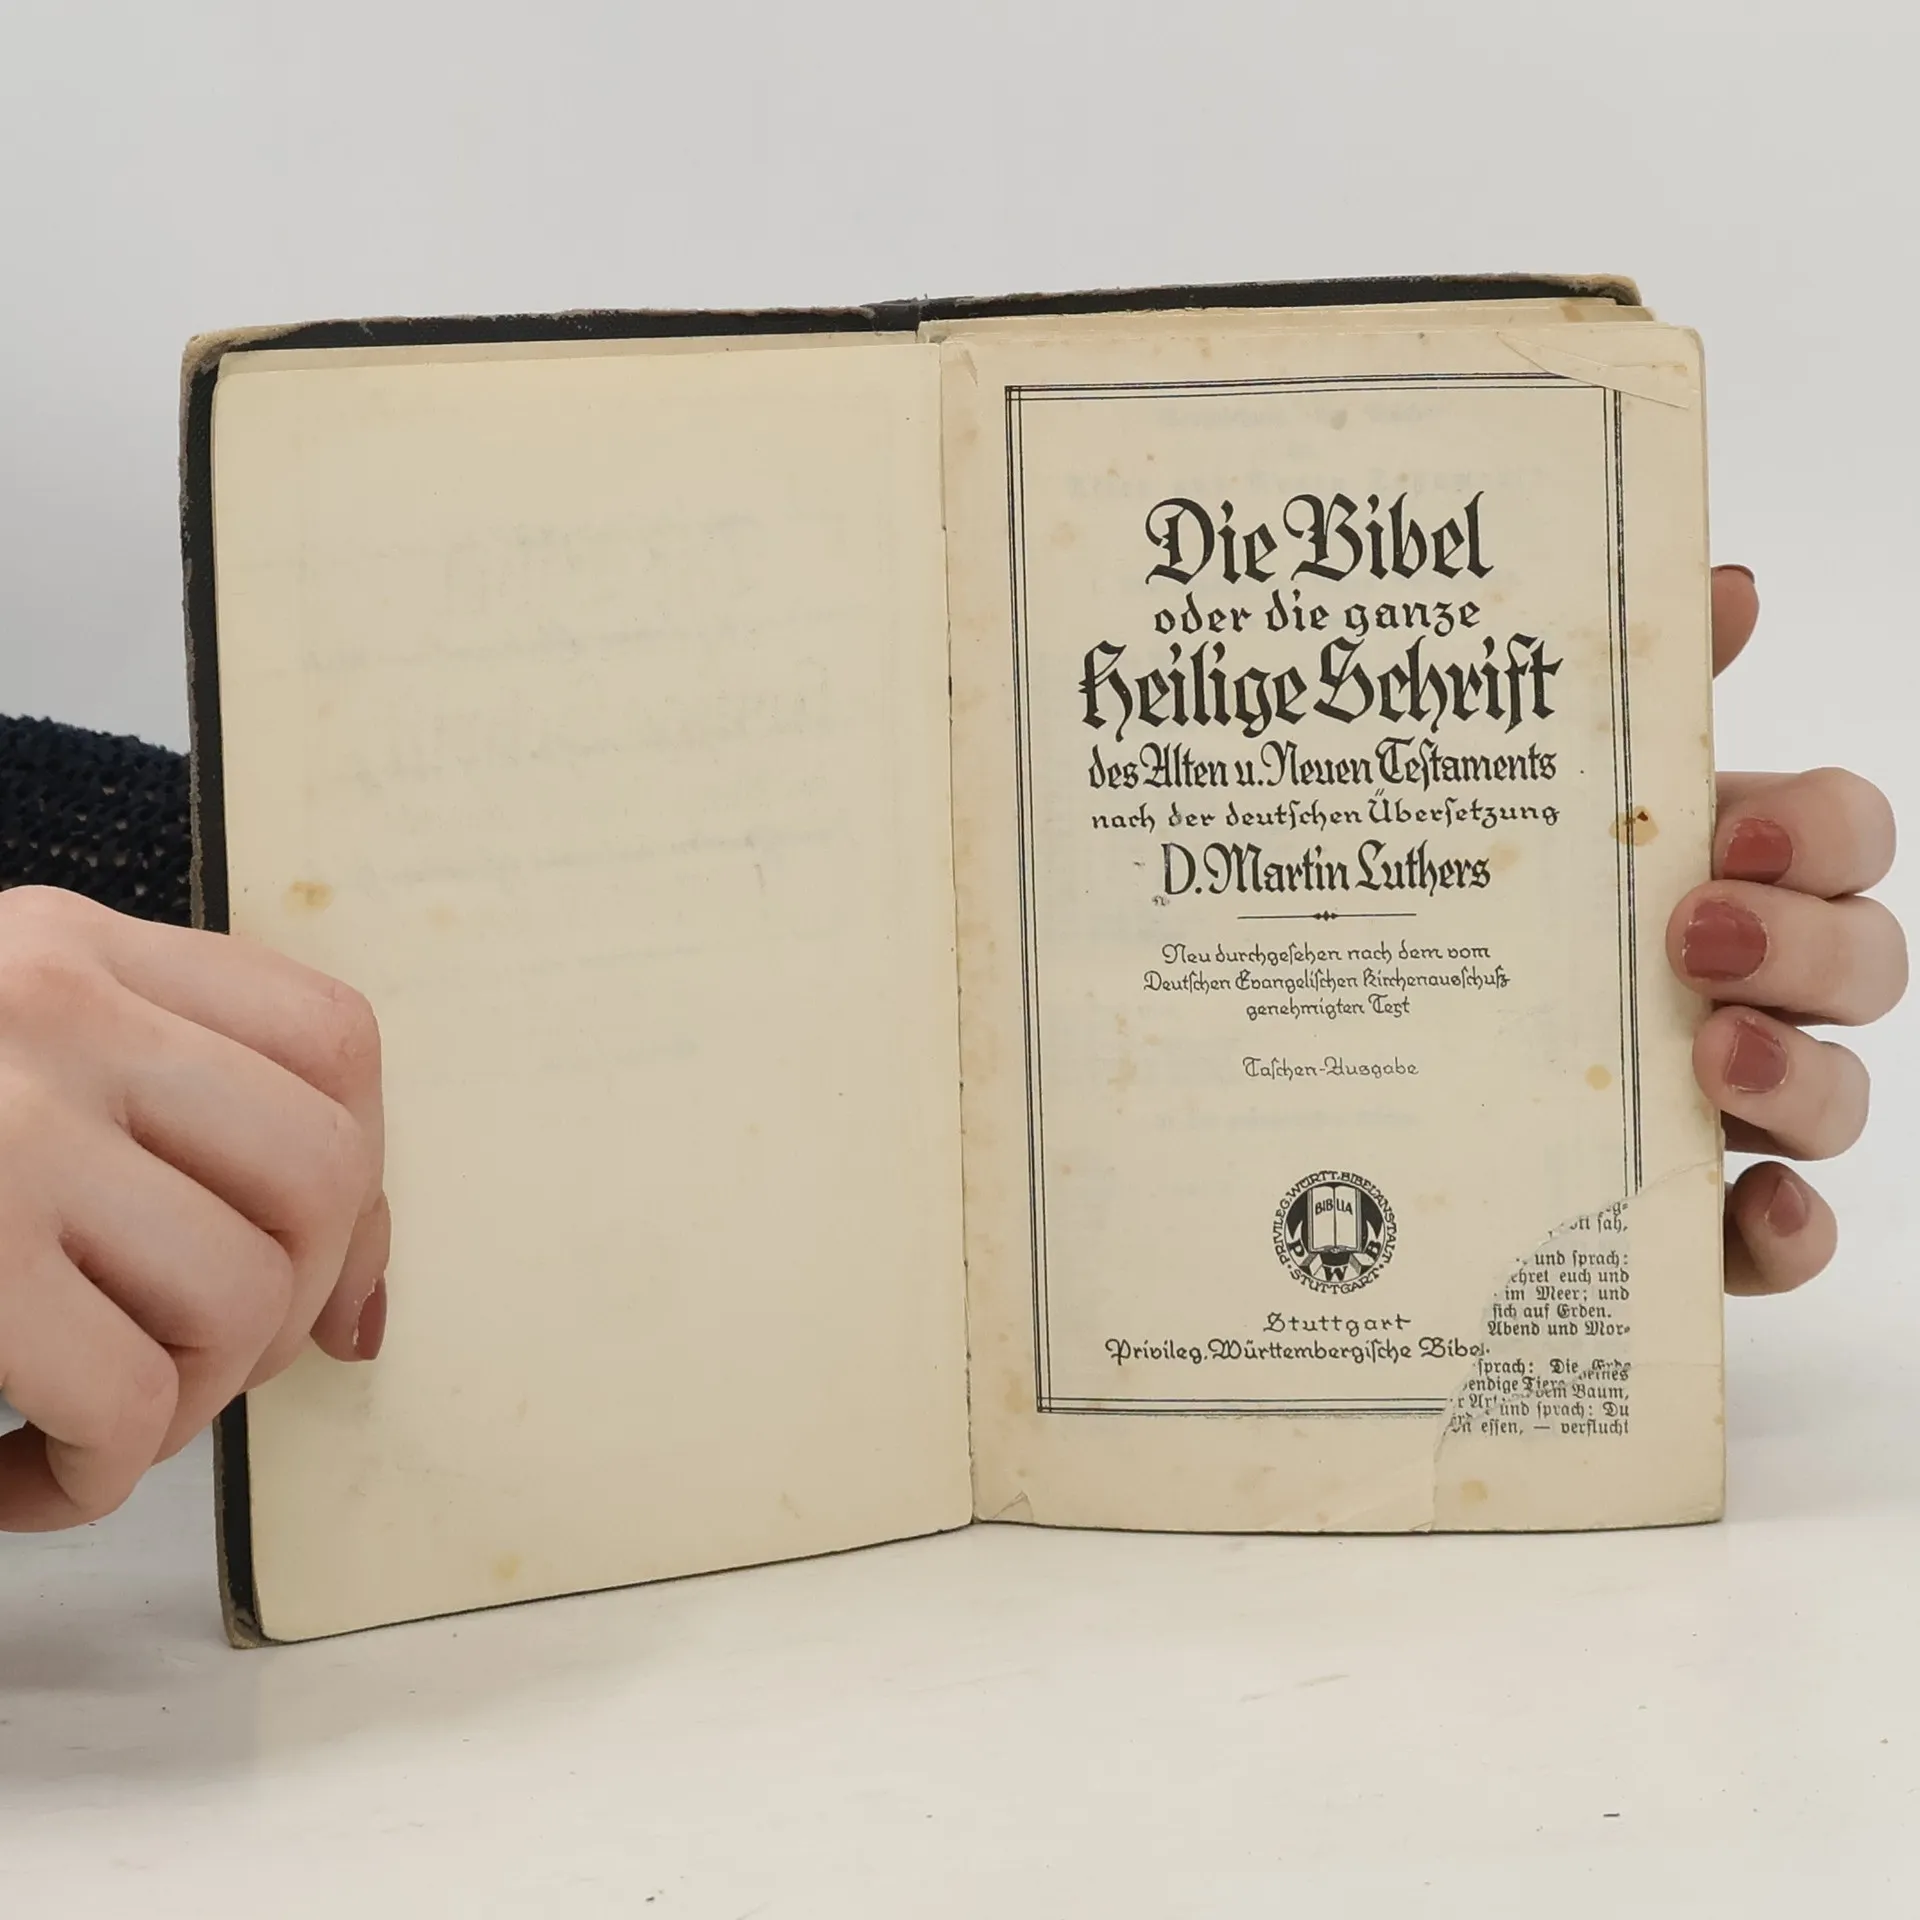 Die Bibel
oder die ganze
Heilige Schrift
des Alten u. Neuen Testaments
nach der deutschen Übersetzung
D. Martin Luthers
Neu durchgesehen nach dem vom
Deutschen Evangelischen Kirchenausschuß
genehmigten Text
Taschen-Ausgabe
PRIVILEG. WÜRTT. BIBELANSTALT
BIBLIA
P W B
STUTTGART
Stuttgart
Privileg. Württembergische
sah,
und sprach:
euch und
im Meer; und
sich auf Erden.
Abend und Mor-
sprach: Die
Baum,
und sprach: Du
essen, — verflucht